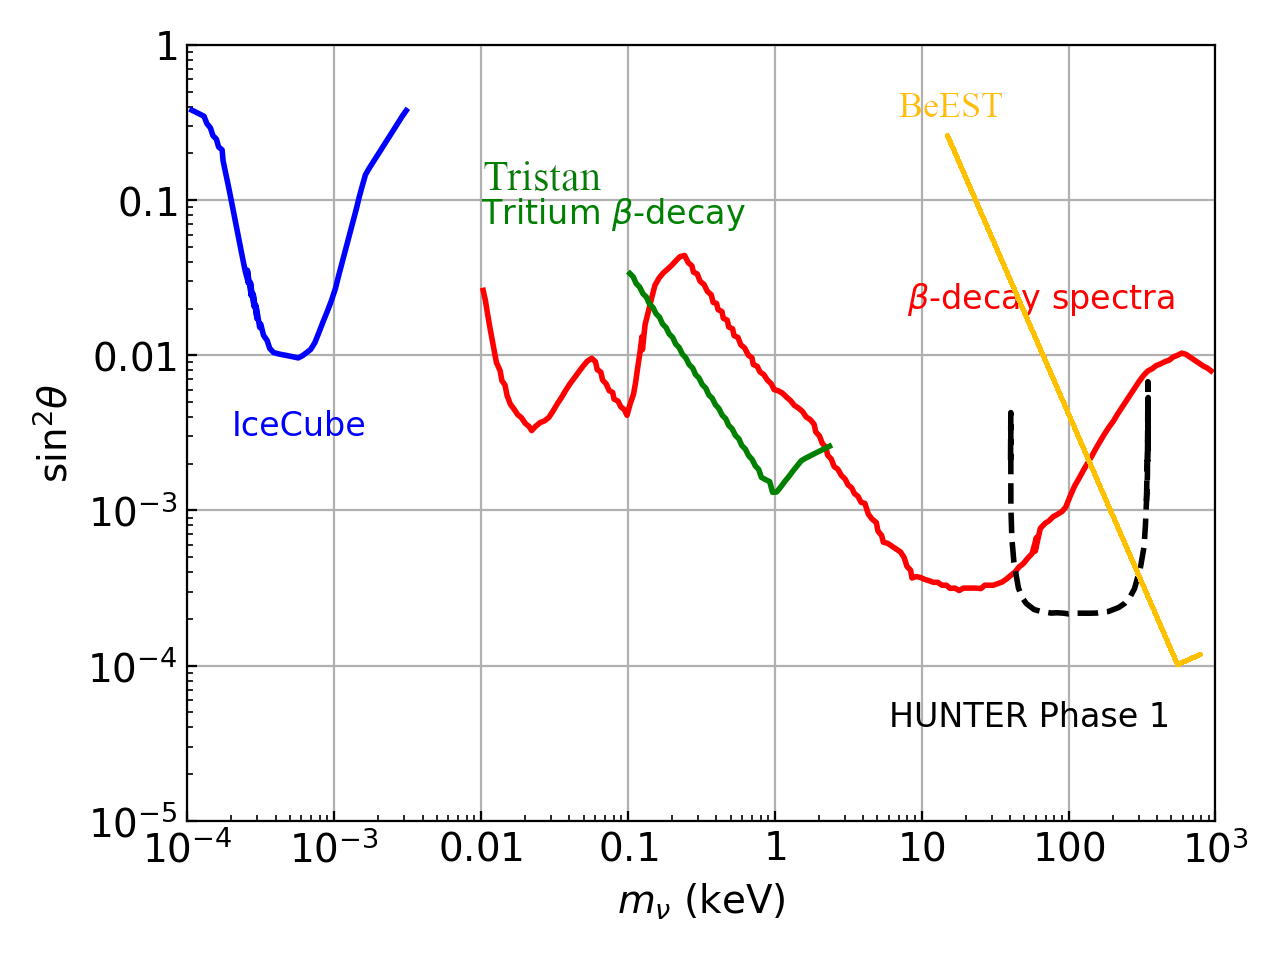 1
0.1
0.01
10⁻³
10⁻⁴
10⁻⁵
sin²θ
BeEST
Tristan
Tritium β-decay
β-decay spectra
IceCube
HUNTER Phase 1
10⁻⁴ 10⁻³ 0.01 0.1 1 10 100 10³
mᵥ (keV)